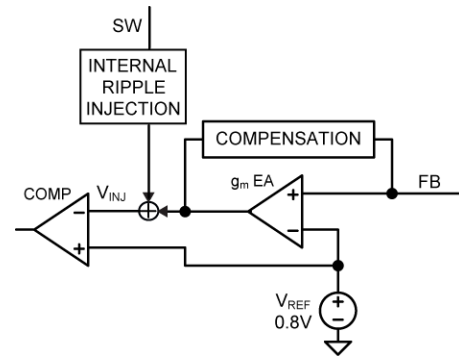 SW
INTERNAL
RIPPLE
INJECTION
COMPENSATION
COMP
V_INJ
g_m EA
FB
+
−
−
+
+
V_REF
0.8V
+
−